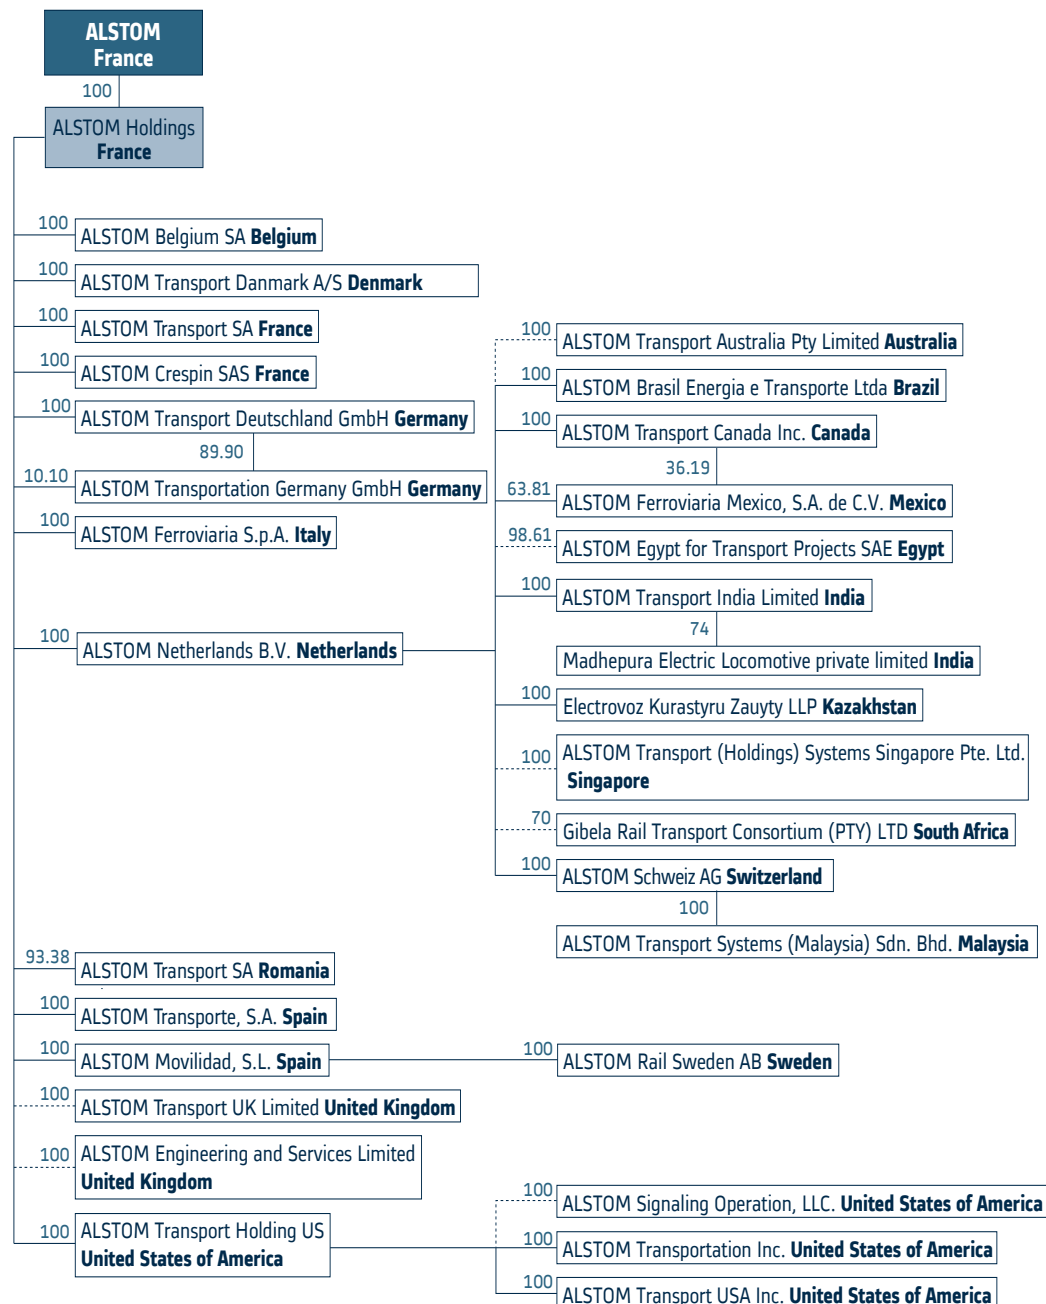 ALSTOM
France
100
ALSTOM Holdings
France
100
ALSTOM Belgium SA Belgium
100
ALSTOM Transport Danmark A/S Denmark
100
ALSTOM Transport SA France
100
ALSTOM Crespin SAS France
100
ALSTOM Transport Deutschland GmbH Germany
89.90
10.10
ALSTOM Transportation Germany GmbH Germany
100
ALSTOM Ferroviaria S.p.A. Italy
100
ALSTOM Netherlands B.V. Netherlands
100
ALSTOM Transport Australia Pty Limited Australia
100
ALSTOM Brasil Energia e Transporte Ltda Brazil
100
ALSTOM Transport Canada Inc. Canada
36.19
63.81
ALSTOM Ferroviaria Mexico, S.A. de C.V. Mexico
98.61
ALSTOM Egypt for Transport Projects SAE Egypt
100
ALSTOM Transport India Limited India
74
Madhepura Electric Locomotive private limited India
100
Electrovoz Kurastyru Zauyty LLP Kazakhstan
100
ALSTOM Transport (Holdings) Systems Singapore Pte. Ltd.
Singapore
70
Gibela Rail Transport Consortium (PTY) LTD South Africa
100
ALSTOM Schweiz AG Switzerland
100
ALSTOM Transport Systems (Malaysia) Sdn. Bhd. Malaysia
93.38
ALSTOM Transport SA Romania
100
ALSTOM Transporte, S.A. Spain
100
ALSTOM Movilidad, S.L. Spain
100
ALSTOM Rail Sweden AB Sweden
100
ALSTOM Transport UK Limited United Kingdom
100
ALSTOM Engineering and Services Limited
United Kingdom
100
ALSTOM Transport Holding US
United States of America
100
ALSTOM Signaling Operation, LLC. United States of America
100
ALSTOM Transportation Inc. United States of America
100
ALSTOM Transport USA Inc. United States of America